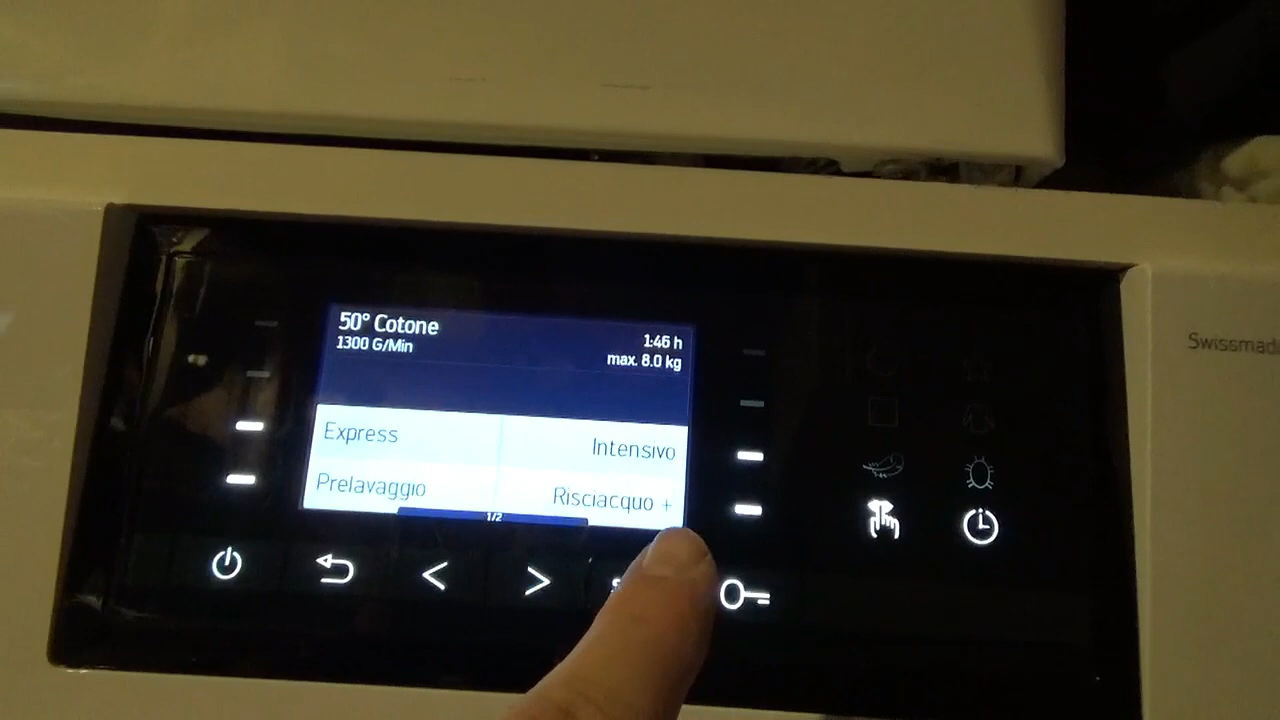 50° Cotone
1300 G/Min
1:46 h
max. 8.0 kg
Express
Intensivo
Prelavaggio
Risciacquo +
1/2